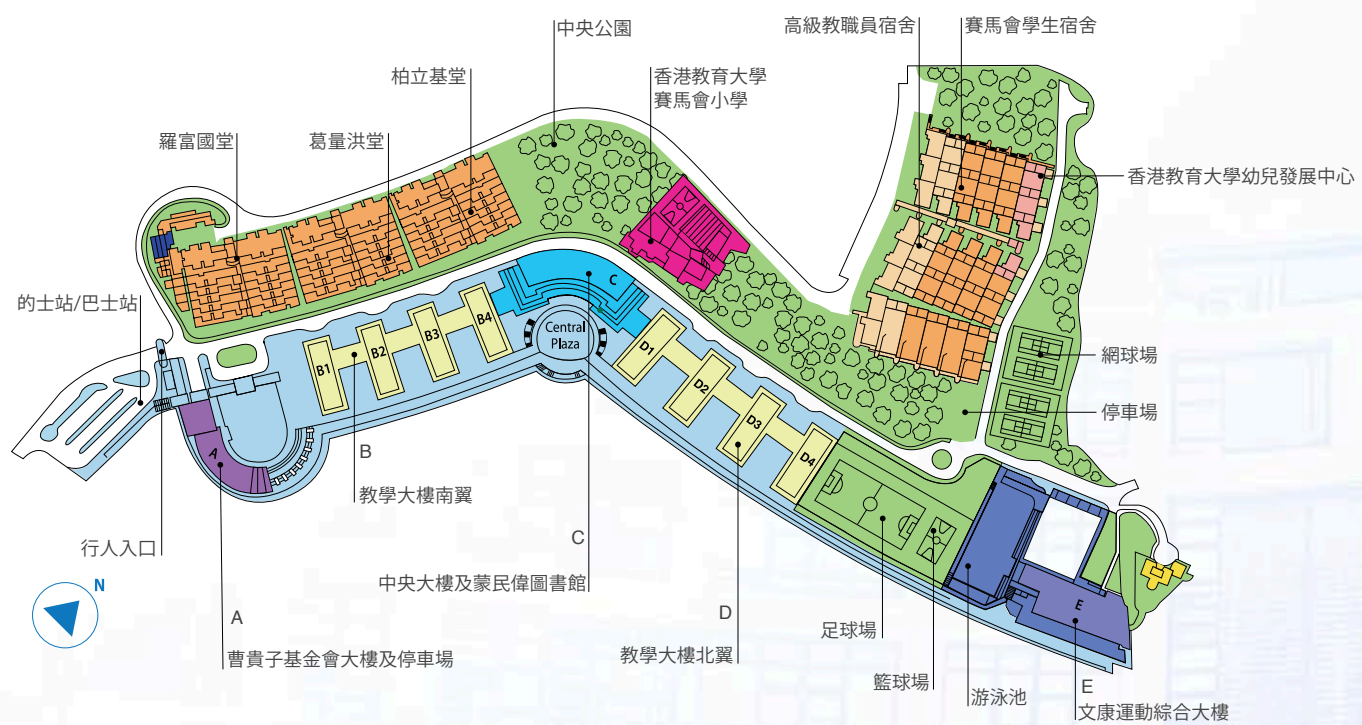 中央公園
高級教職員宿舍
賽馬會學生宿舍
柏立基堂
香港教育大學
賽馬會小學
羅富國堂
葛量洪堂
香港教育大學幼兒發展中心
的士站/巴士站
C
Central
Plaza
B1
B2
B3
B4
D1
D2
D3
D4
網球場
停車場
A
B
教學大樓南翼
行人入口
C
中央大樓及蒙民偉圖書館
N
A
曹貴子基金會大樓及停車場
D
教學大樓北翼
足球場
籃球場
游泳池
E
E
文康運動綜合大樓